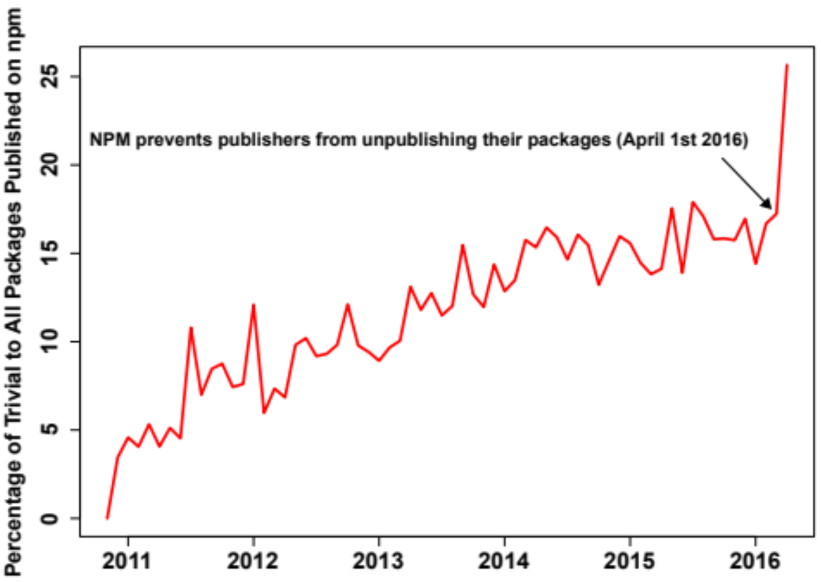 Percentage of Trivial to All Packages Published on npm
25
20
15
10
5
0
NPM prevents publishers from unpublishing their packages (April 1st 2016)
2011 2012 2013 2014 2015 2016